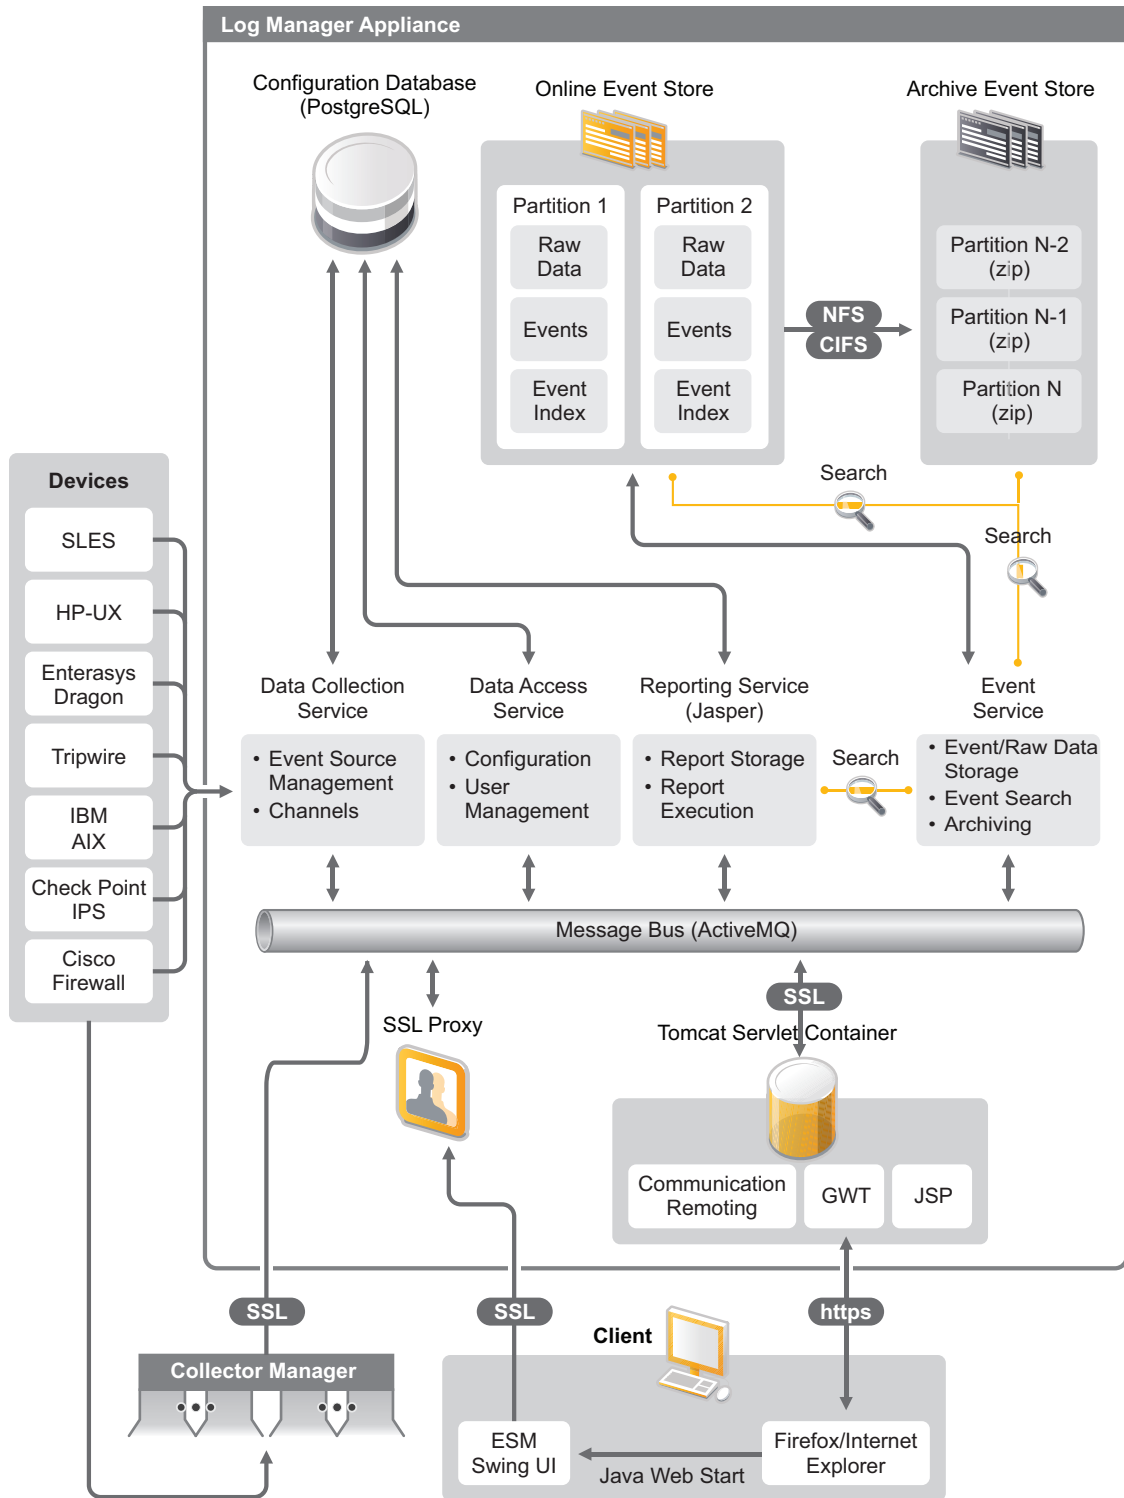 Log Manager Appliance
Configuration Database
(PostgreSQL)
Online Event Store
Archive Event Store
Partition 1
Raw
Data
Events
Event
Index
Partition 2
Raw
Data
Events
Event
Index
NFS
CIFS
Partition N-2
(zip)
Partition N-1
(zip)
Partition N
(zip)
Search
Search
Devices
SLES
HP-UX
Enterasys
Dragon
Tripwire
IBM
AIX
Check Point
IPS
Cisco
Firewall
Data Collection
Service
• Event Source
Management
• Channels
Data Access
Service
• Configuration
• User
Management
Reporting Service
(Jasper)
• Report Storage
• Report
Execution
Search
Event
Service
• Event/Raw Data
Storage
• Event Search
• Archiving
Message Bus (ActiveMQ)
SSL Proxy
SSL
Tomcat Servlet Container
Communication
Remoting
GWT
JSP
SSL
SSL
https
Client
Collector Manager
ESM
Swing UI
Java Web Start
Firefox/Internet
Explorer